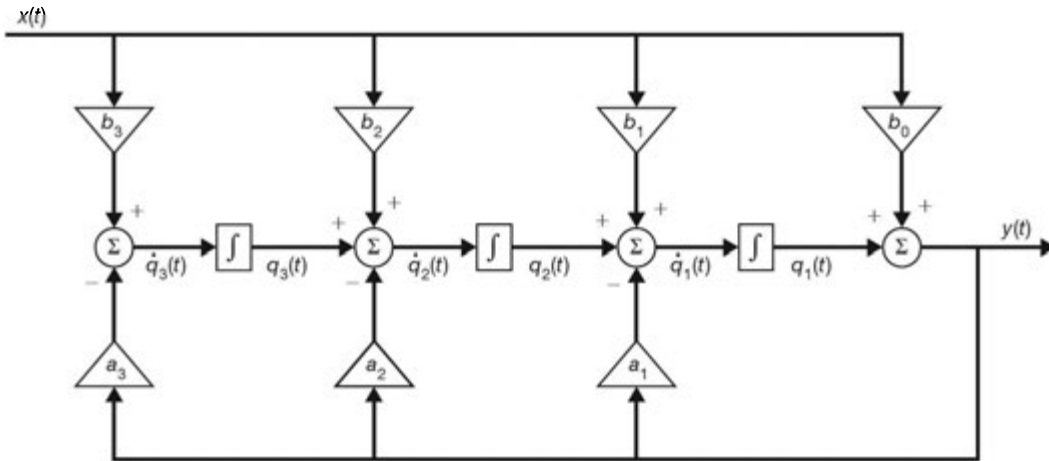 x(t)
b₃ b₂ b₁ b₀
+ + + + + + +
Σ ∫ Σ ∫ Σ ∫ Σ y(t)
− q̇₃(t) q₃(t) − q̇₂(t) q₂(t) − q̇₁(t) q₁(t)
a₃ a₂ a₁